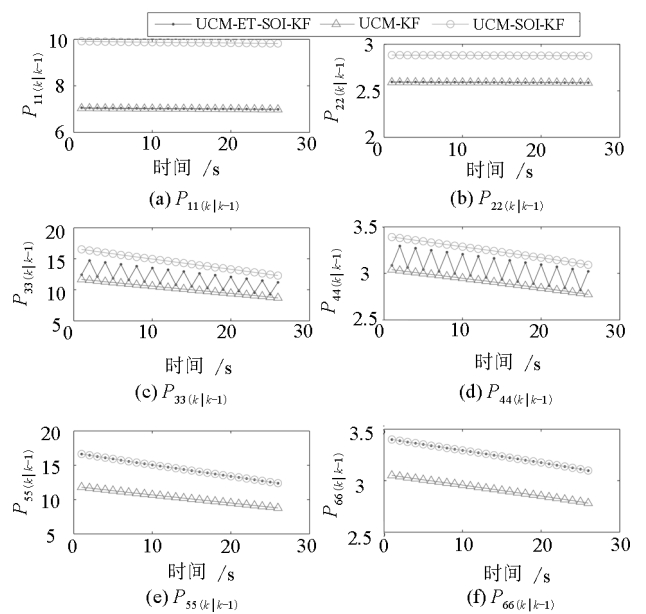 UCM-ET-SOI-KF UCM-KF UCM-SOI-KF
10
8
6
0 10 20 30
P11(k|k-1)
时间 /s
(a) P11(k|k-1)
3
2.5
2
0 10 20 30
P22(k|k-1)
时间 /s
(b) P22(k|k-1)
20
15
10
5
0 10 20 30
P33(k|k-1)
时间 /s
(c) P33(k|k-1)
3.5
3
2.5
0 10 20 30
P44(k|k-1)
时间 /s
(d) P44(k|k-1)
20
15
10
5
0 10 20 30
P55(k|k-1)
时间 /s
(e) P55(k|k-1)
3.5
3
2.5
0 10 20 30
P66(k|k-1)
时间 /s
(f) P66(k|k-1)